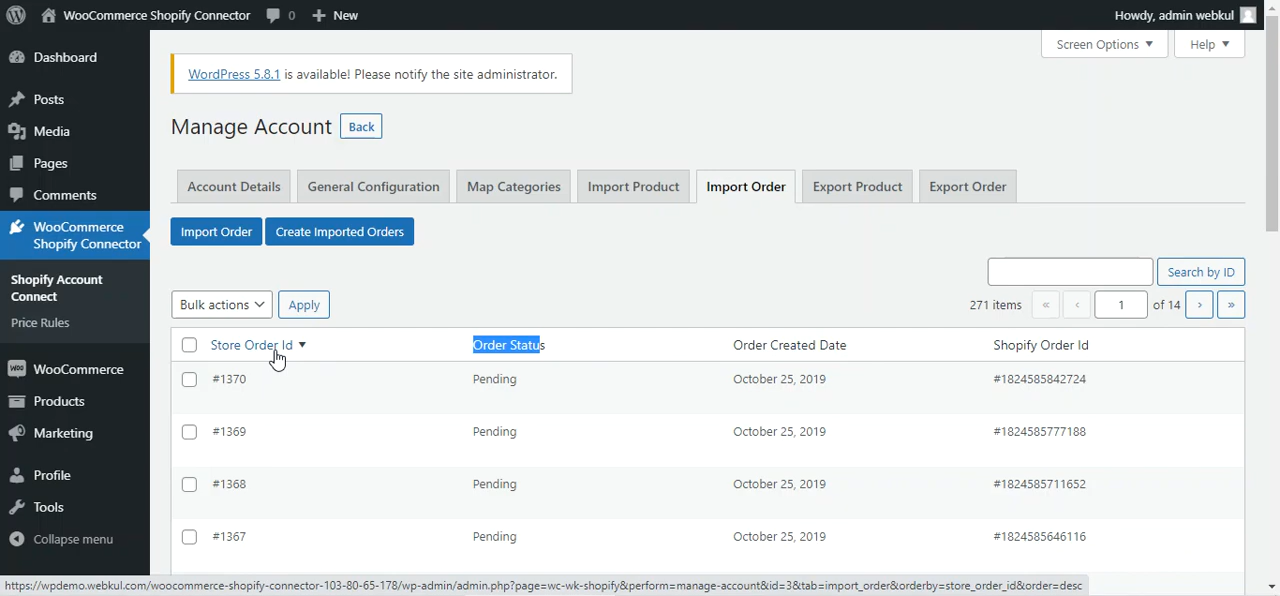 WooCommerce Shopify Connector 0 New Howdy, admin webkul
Screen Options Help
Dashboard
Posts
Media
Pages
Comments
WooCommerce
Shopify Connector
Shopify Account
Connect
Price Rules
WooCommerce
Products
Marketing
Profile
Tools
Collapse menu
WordPress 5.8.1 is available! Please notify the site administrator.
Manage Account Back
Account Details General Configuration Map Categories Import Product Import Order Export Product Export Order
Import Order Create Imported Orders
Search by ID
Bulk actions Apply 271 items « ‹ 1 of 14 › »
Store Order Id Order Status Order Created Date Shopify Order Id
#1370 Pending October 25, 2019 #1824585842724
#1369 Pending October 25, 2019 #1824585777188
#1368 Pending October 25, 2019 #1824585711652
#1367 Pending October 25, 2019 #1824585646116
https://wpdemo.webkul.com/woocommerce-shopify-connector-103-80-65-178/wp-admin/admin.php?page=wc-wk-shopify&perform=manage-account&id=3&tab=import_order&orderby=store_order_id&order=desc